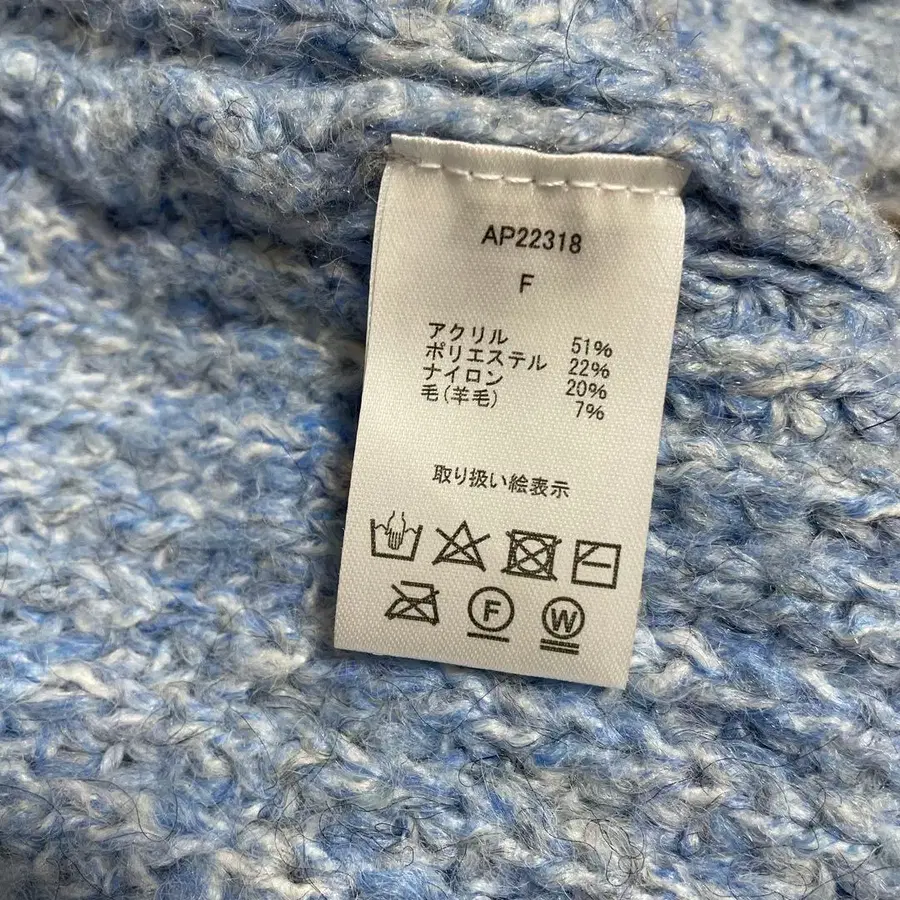 AP22318
F
アクリル 51%
ポリエステル 22%
ナイロン 20%
毛(羊毛) 7%
取り扱い絵表示
F W